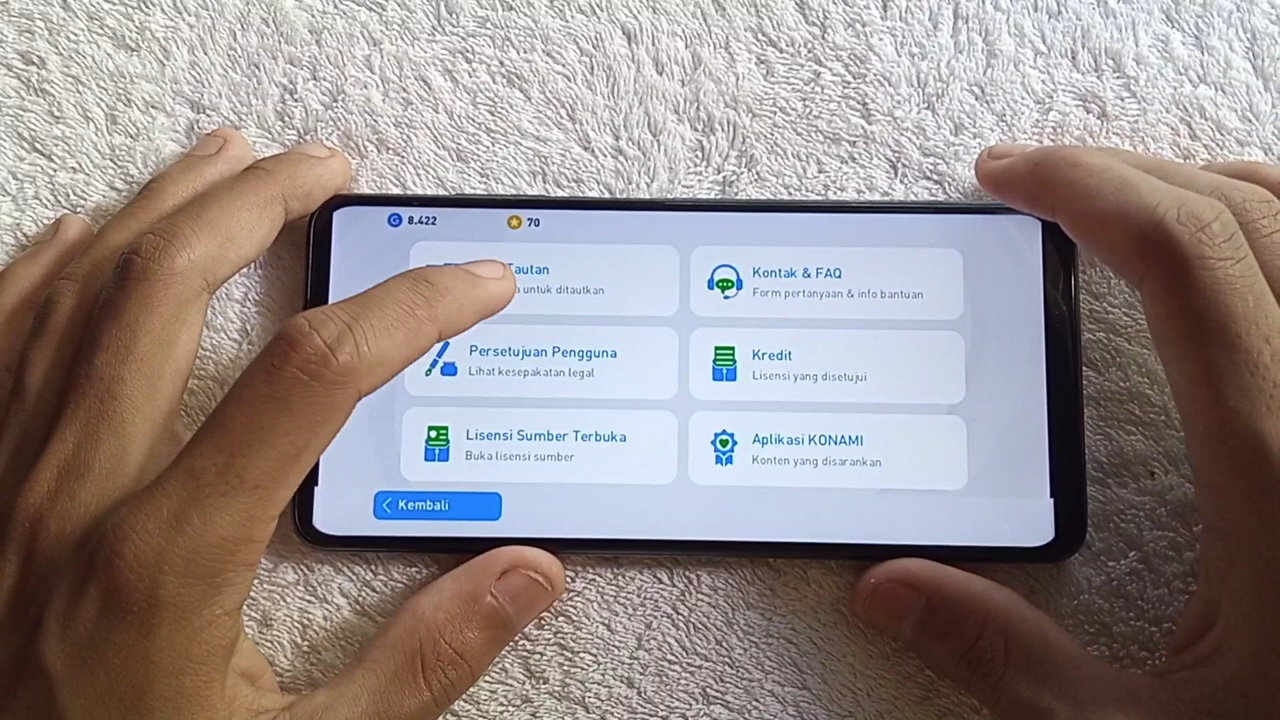 8.422
70
Tautan
untuk ditautkan
Kontak & FAQ
Form pertanyaan & info bantuan
Persetujuan Pengguna
Lihat kesepakatan legal
Kredit
Lisensi yang disetujui
Lisensi Sumber Terbuka
Buka lisensi sumber
Aplikasi KONAMI
Konten yang disarankan
Kembali